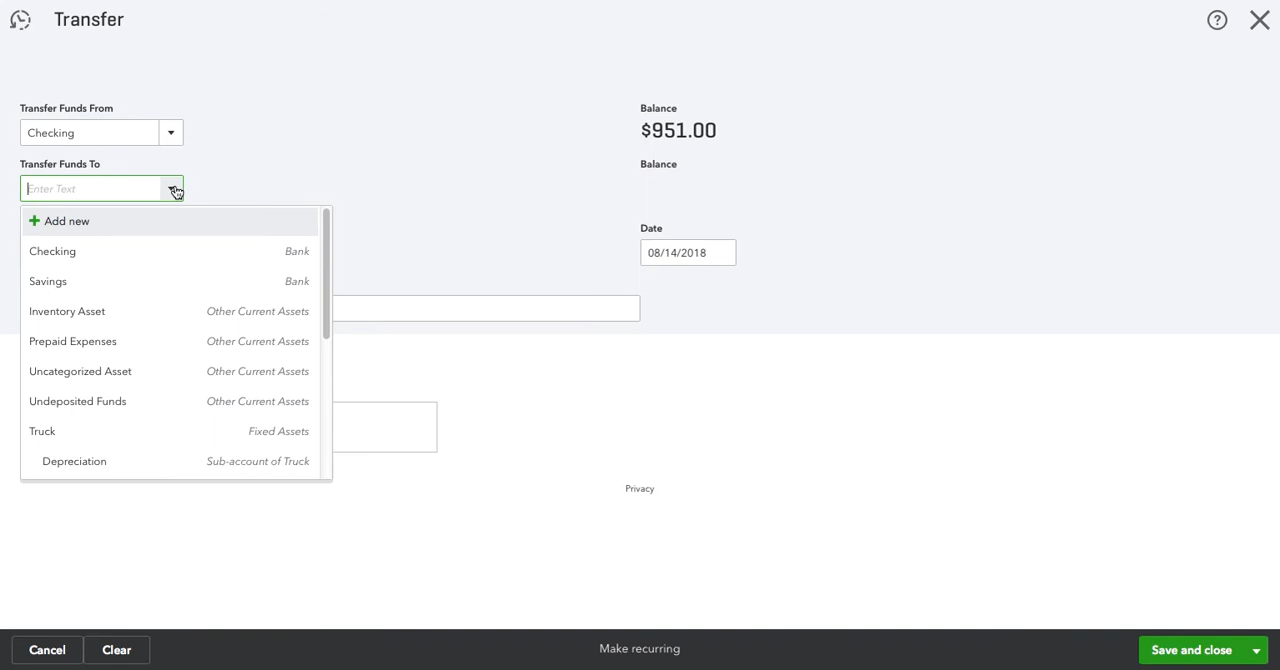 Transfer
Transfer Funds From
Balance
Checking
$951.00
Transfer Funds To
Balance
Enter Text
Add new
Date
Checking Bank
08/14/2018
Savings Bank
Inventory Asset Other Current Assets
Prepaid Expenses Other Current Assets
Uncategorized Asset Other Current Assets
Undeposited Funds Other Current Assets
Truck Fixed Assets
Depreciation Sub-account of Truck
Privacy
Cancel Clear Make recurring Save and close